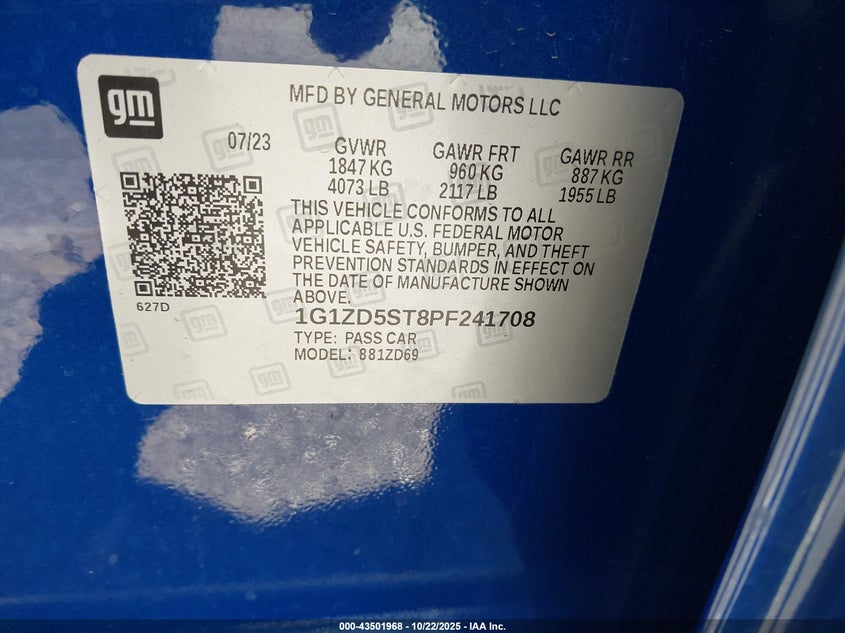 gm
MFD BY GENERAL MOTORS LLC
07/23
GVWR
1847 KG
4073 LB
GAWR FRT
960 KG
2117 LB
GAWR RR
887 KG
1955 LB
THIS VEHICLE CONFORMS TO ALL
APPLICABLE U.S. FEDERAL MOTOR
VEHICLE SAFETY, BUMPER, AND THEFT
PREVENTION STANDARDS IN EFFECT ON
THE DATE OF MANUFACTURE SHOWN
ABOVE.
627D
1G1ZD5ST8PF241708
TYPE: PASS CAR
MODEL: 881ZD69
000-43501968 - 10/22/2025 - IAA Inc.